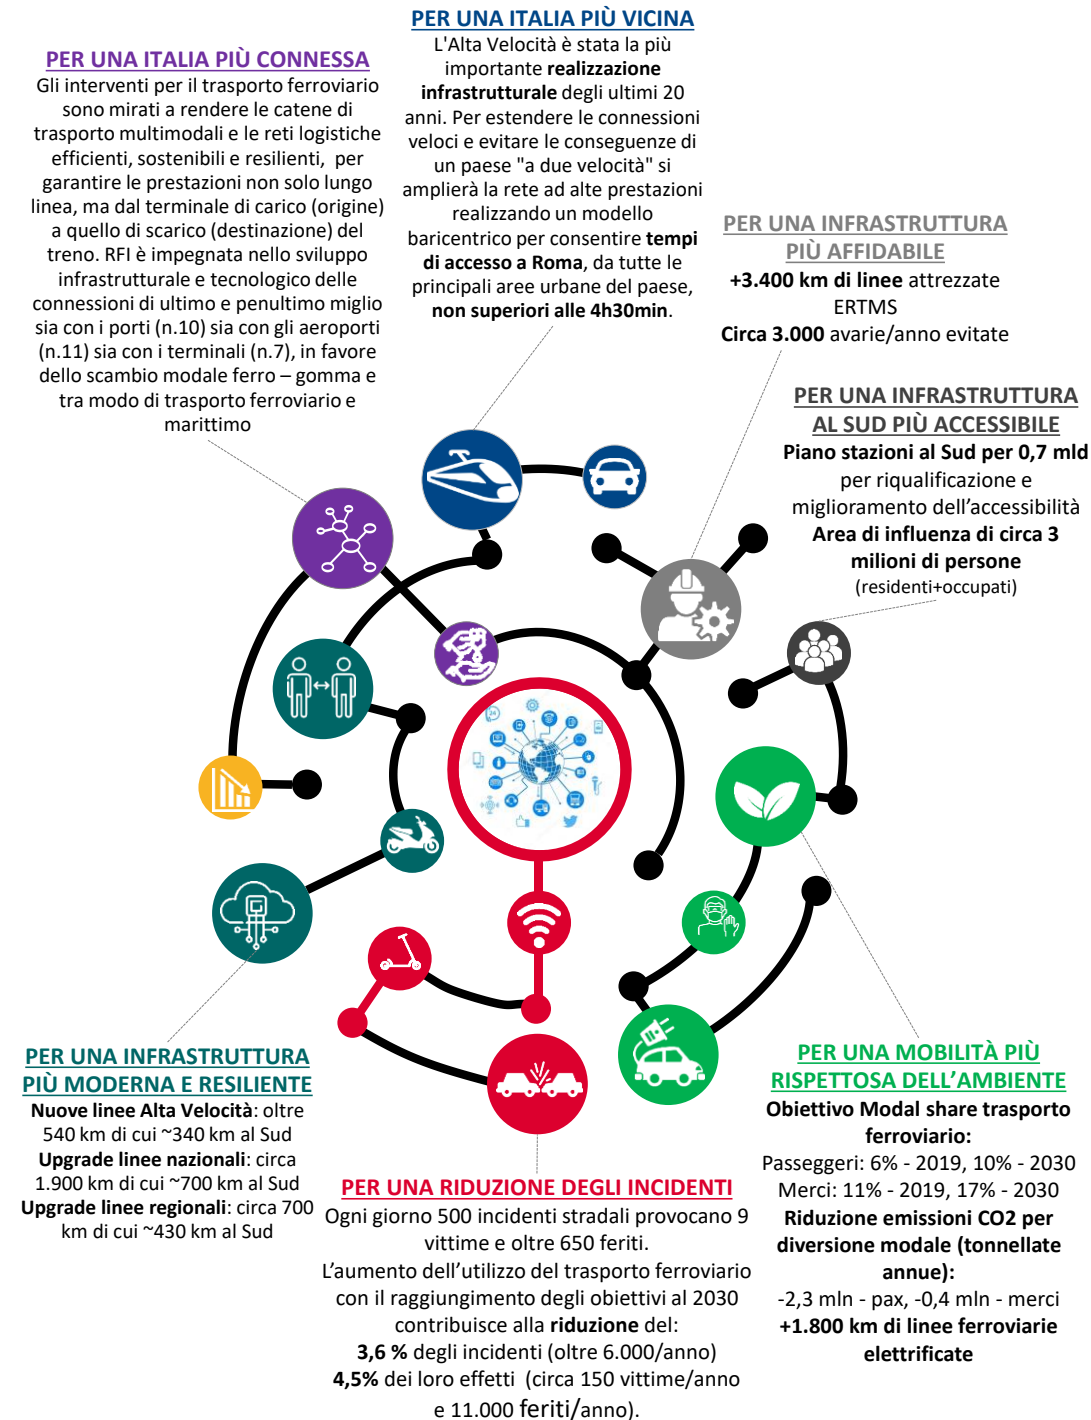 PER UNA ITALIA PIÙ VICINA
L'Alta Velocità è stata la più
importante realizzazione
infrastrutturale degli ultimi 20
anni. Per estendere le connessioni
veloci e evitare le conseguenze di
un paese "a due velocità" si
amplierà la rete ad alte prestazioni
realizzando un modello
baricentrico per consentire tempi
di accesso a Roma, da tutte le
principali aree urbane del paese,
non superiori alle 4h30min.
PER UNA ITALIA PIÙ CONNESSA
Gli interventi per il trasporto ferroviario
sono mirati a rendere le catene di
trasporto multimodali e le reti logistiche
efficienti, sostenibili e resilienti, per
garantire le prestazioni non solo lungo
linea, ma dal terminale di carico (origine)
a quello di scarico (destinazione) del
treno. RFI è impegnata nello sviluppo
infrastrutturale e tecnologico delle
connessioni di ultimo e penultimo miglio
sia con i porti (n.10) sia con gli aeroporti
(n.11) sia con i terminali (n.7), in favore
dello scambio modale ferro – gomma e
tra modo di trasporto ferroviario e
marittimo
PER UNA INFRASTRUTTURA
PIÙ AFFIDABILE
+3.400 km di linee attrezzate
ERTMS
Circa 3.000 avarie/anno evitate
PER UNA INFRASTRUTTURA
AL SUD PIÙ ACCESSIBILE
Piano stazioni al Sud per 0,7 mld
per riqualificazione e
miglioramento dell'accessibilità
Area di influenza di circa 3
milioni di persone
(residenti+occupati)
PER UNA INFRASTRUTTURA
PIÙ MODERNA E RESILIENTE
Nuove linee Alta Velocità: oltre
540 km di cui ~340 km al Sud
Upgrade linee nazionali: circa
1.900 km di cui ~700 km al Sud
Upgrade linee regionali: circa 700
km di cui ~430 km al Sud
PER UNA RIDUZIONE DEGLI INCIDENTI
Ogni giorno 500 incidenti stradali provocano 9
vittime e oltre 650 feriti.
L'aumento dell'utilizzo del trasporto ferroviario
con il raggiungimento degli obiettivi al 2030
contribuisce alla riduzione del:
3,6 % degli incidenti (oltre 6.000/anno)
4,5% dei loro effetti (circa 150 vittime/anno
e 11.000 feriti/anno).
PER UNA MOBILITÀ PIÙ
RISPETTOSA DELL'AMBIENTE
Obiettivo Modal share trasporto
ferroviario:
Passeggeri: 6% - 2019, 10% - 2030
Merci: 11% - 2019, 17% - 2030
Riduzione emissioni CO2 per
diversione modale (tonnellate
annue):
-2,3 mln - pax, -0,4 mln - merci
+1.800 km di linee ferroviarie
elettrificate